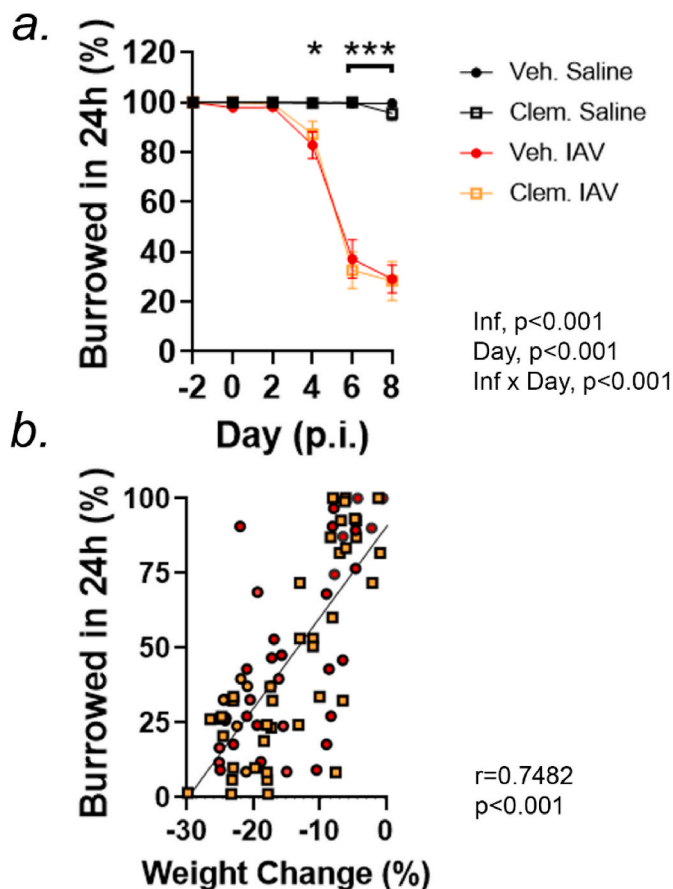 a.
Burrowed in 24h (%)
120
100
80
60
40
20
0
* ***
-2 0 2 4 6 8
Day (p.i.)
Veh. Saline
Clem. Saline
Veh. IAV
Clem. IAV
Inf, p<0.001
Day, p<0.001
Inf x Day, p<0.001
b.
Burrowed in 24h (%)
100
75
50
25
0
-30 -20 -10 0
Weight Change (%)
r=0.7482
p<0.001